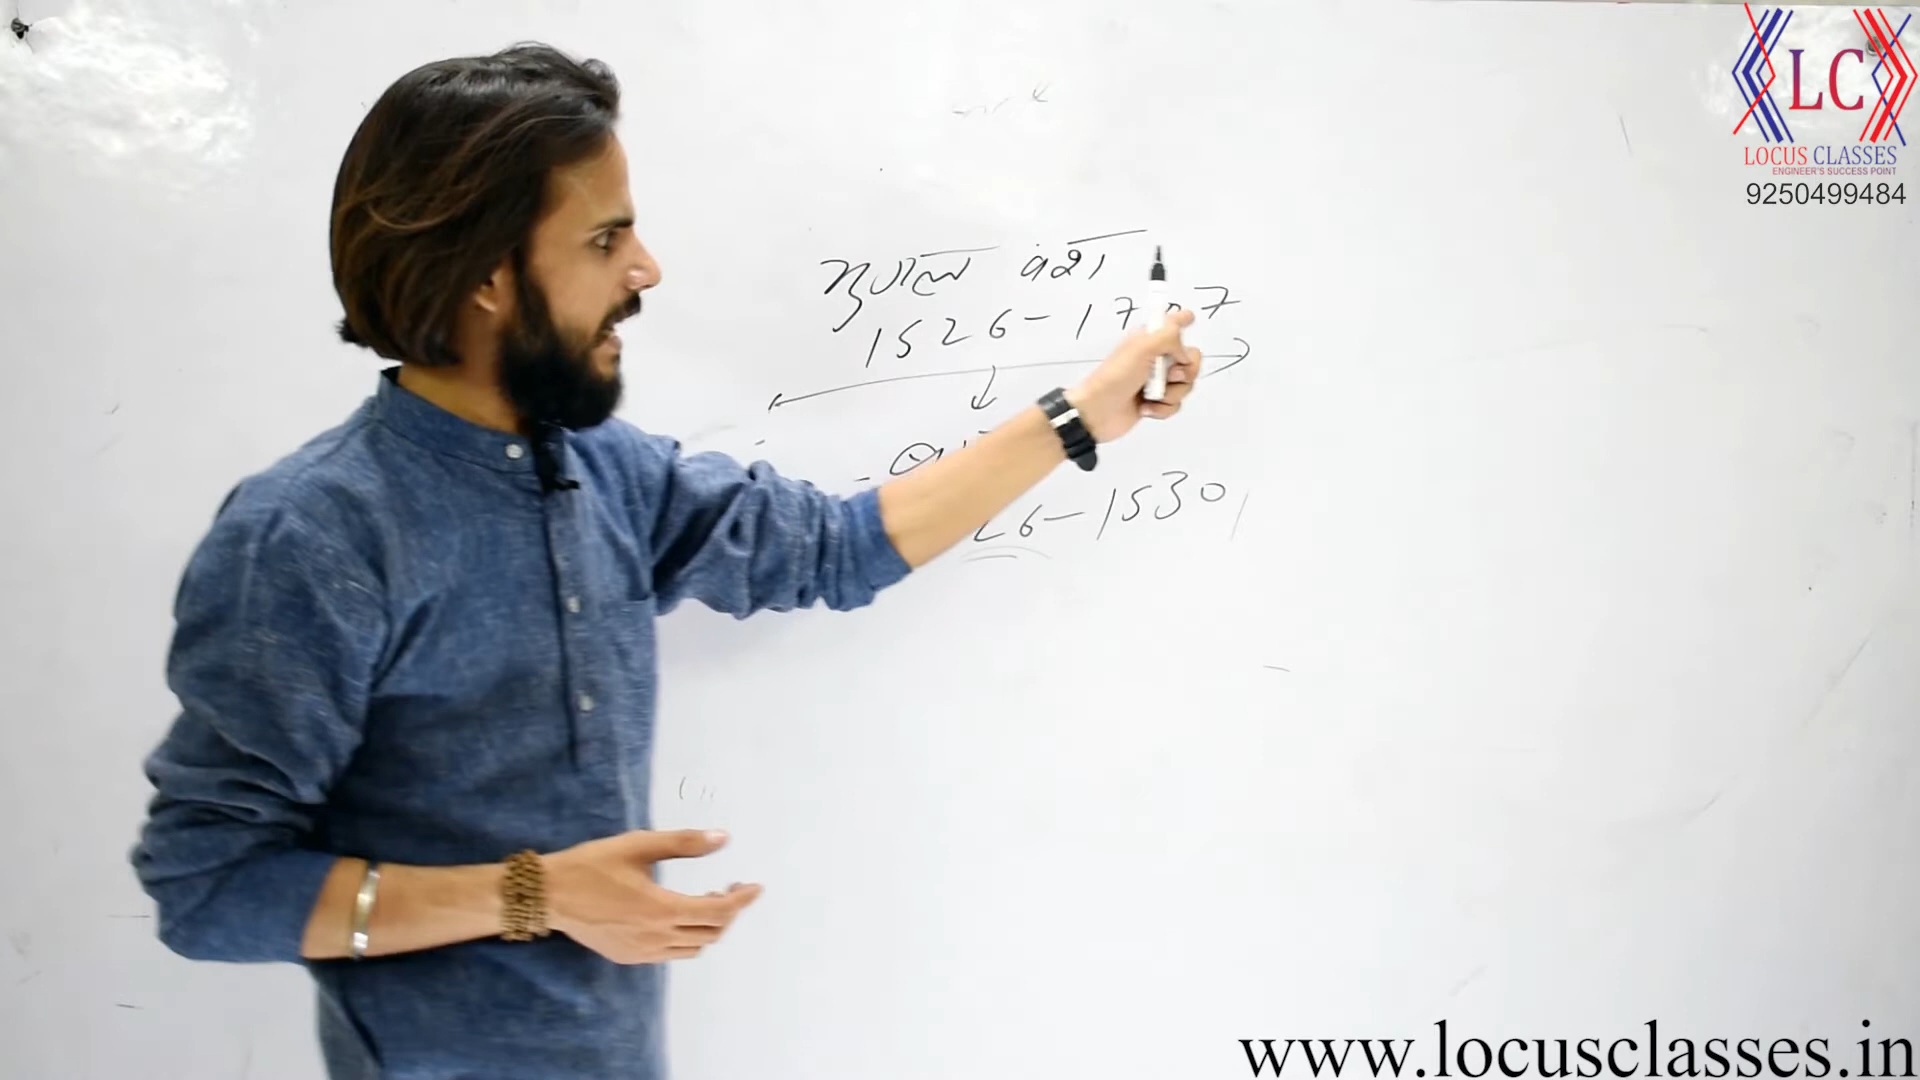 LC
LOCUS CLASSES
ENGINEER'S SUCCESS POINT
9250499484
मुगल वंश
1526-1707
26-1530
www.locusclasses.in